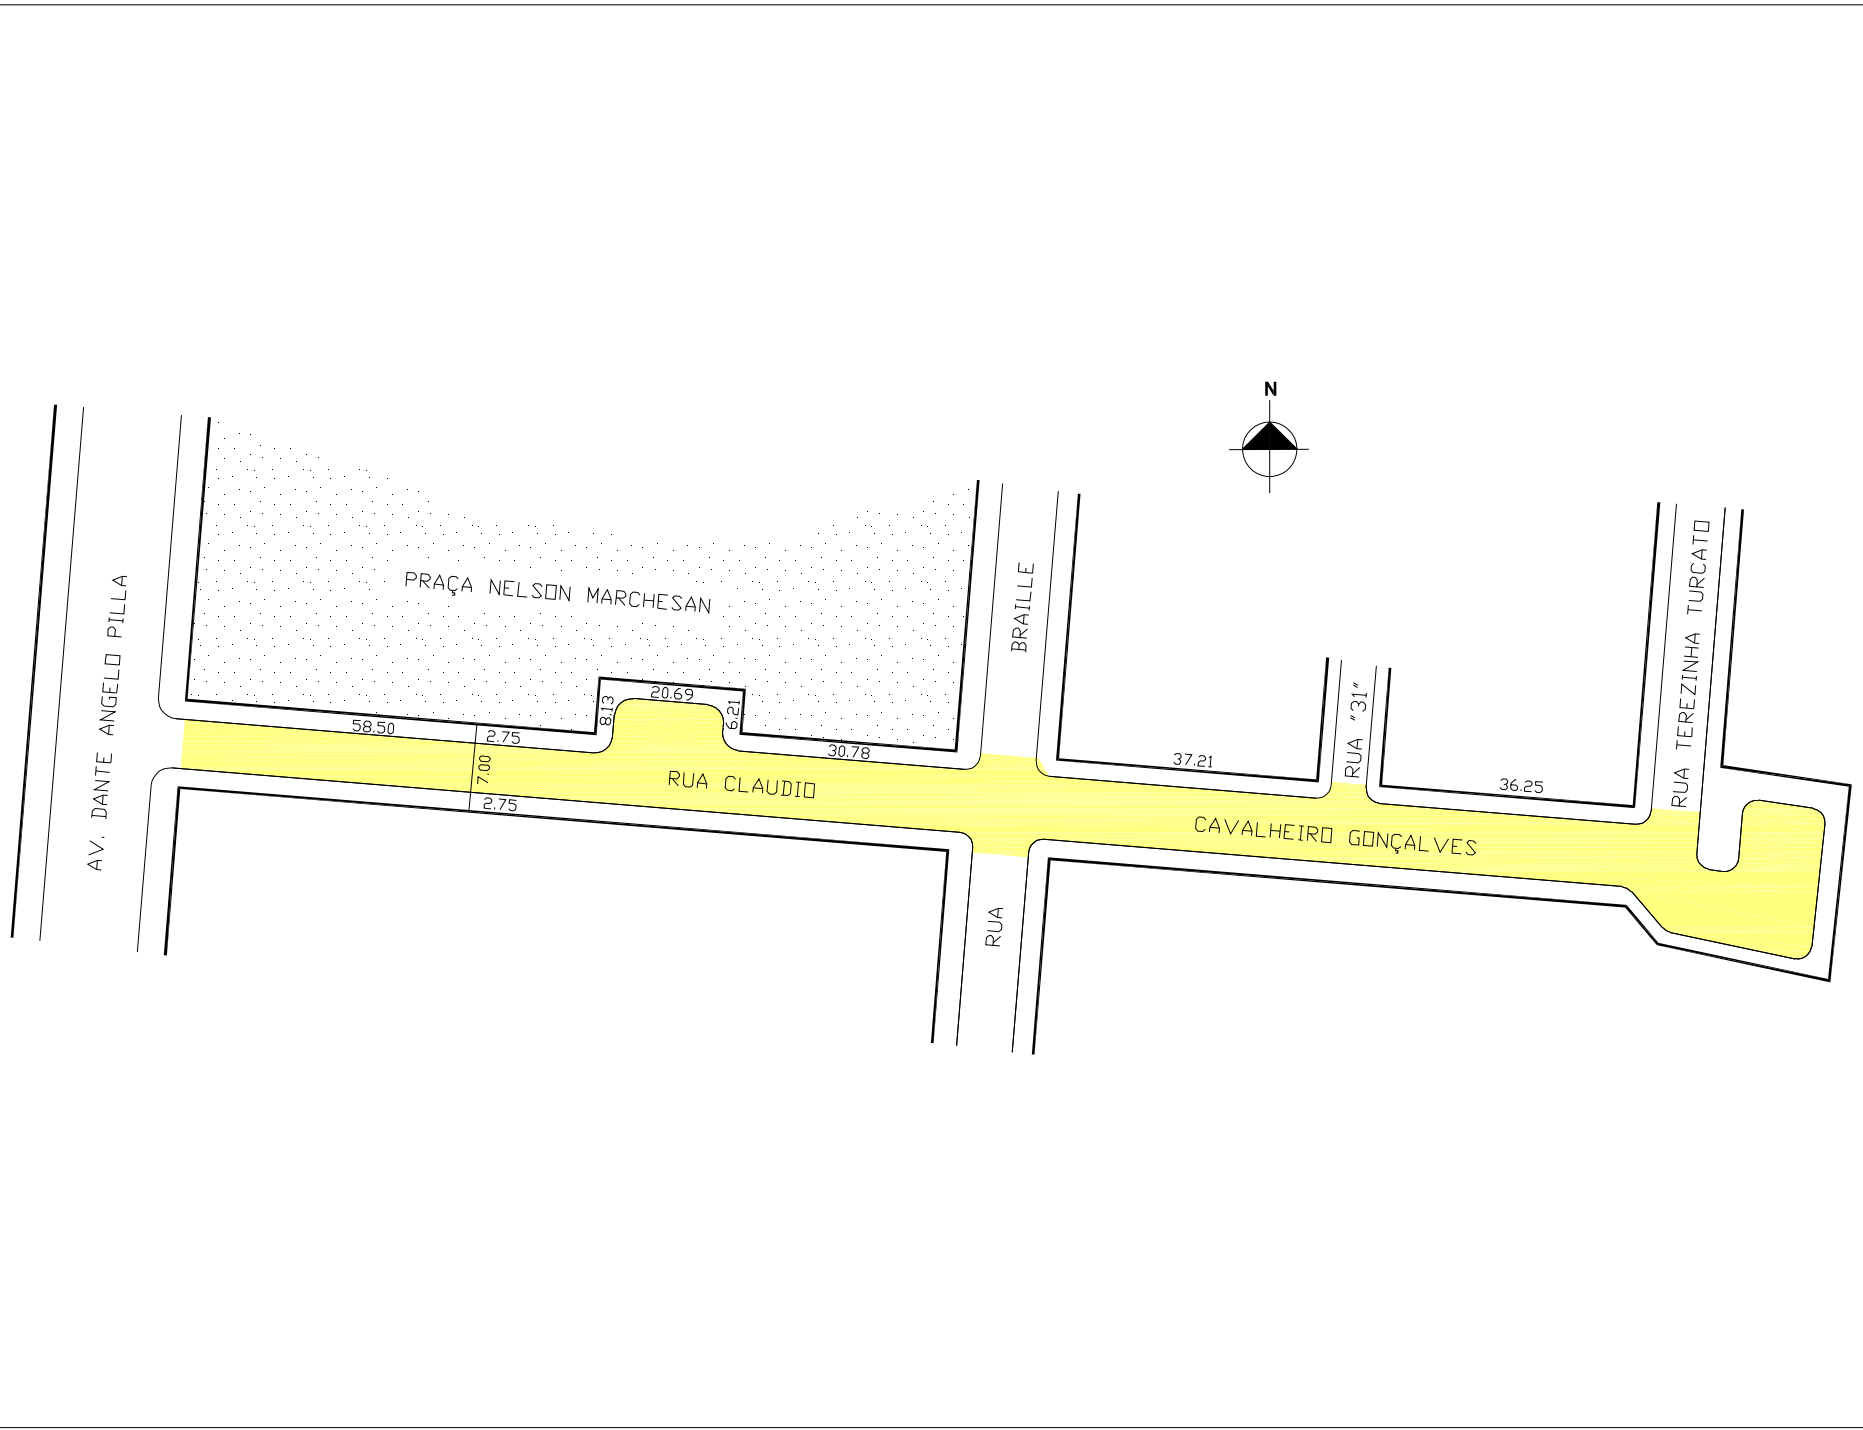 N
PRAÇA NELSON MARCHESAN
AV. DANTE ANGELO PILLA
BRAILLE
RUA TEREZINHA TURCATO
RUA "31"
20.69
8.13
6.21
58.50
2.75
30.78
37.21
36.25
7.00
RUA CLAUDIO
2.75
CAVALHEIRO GONÇALVES
RUA